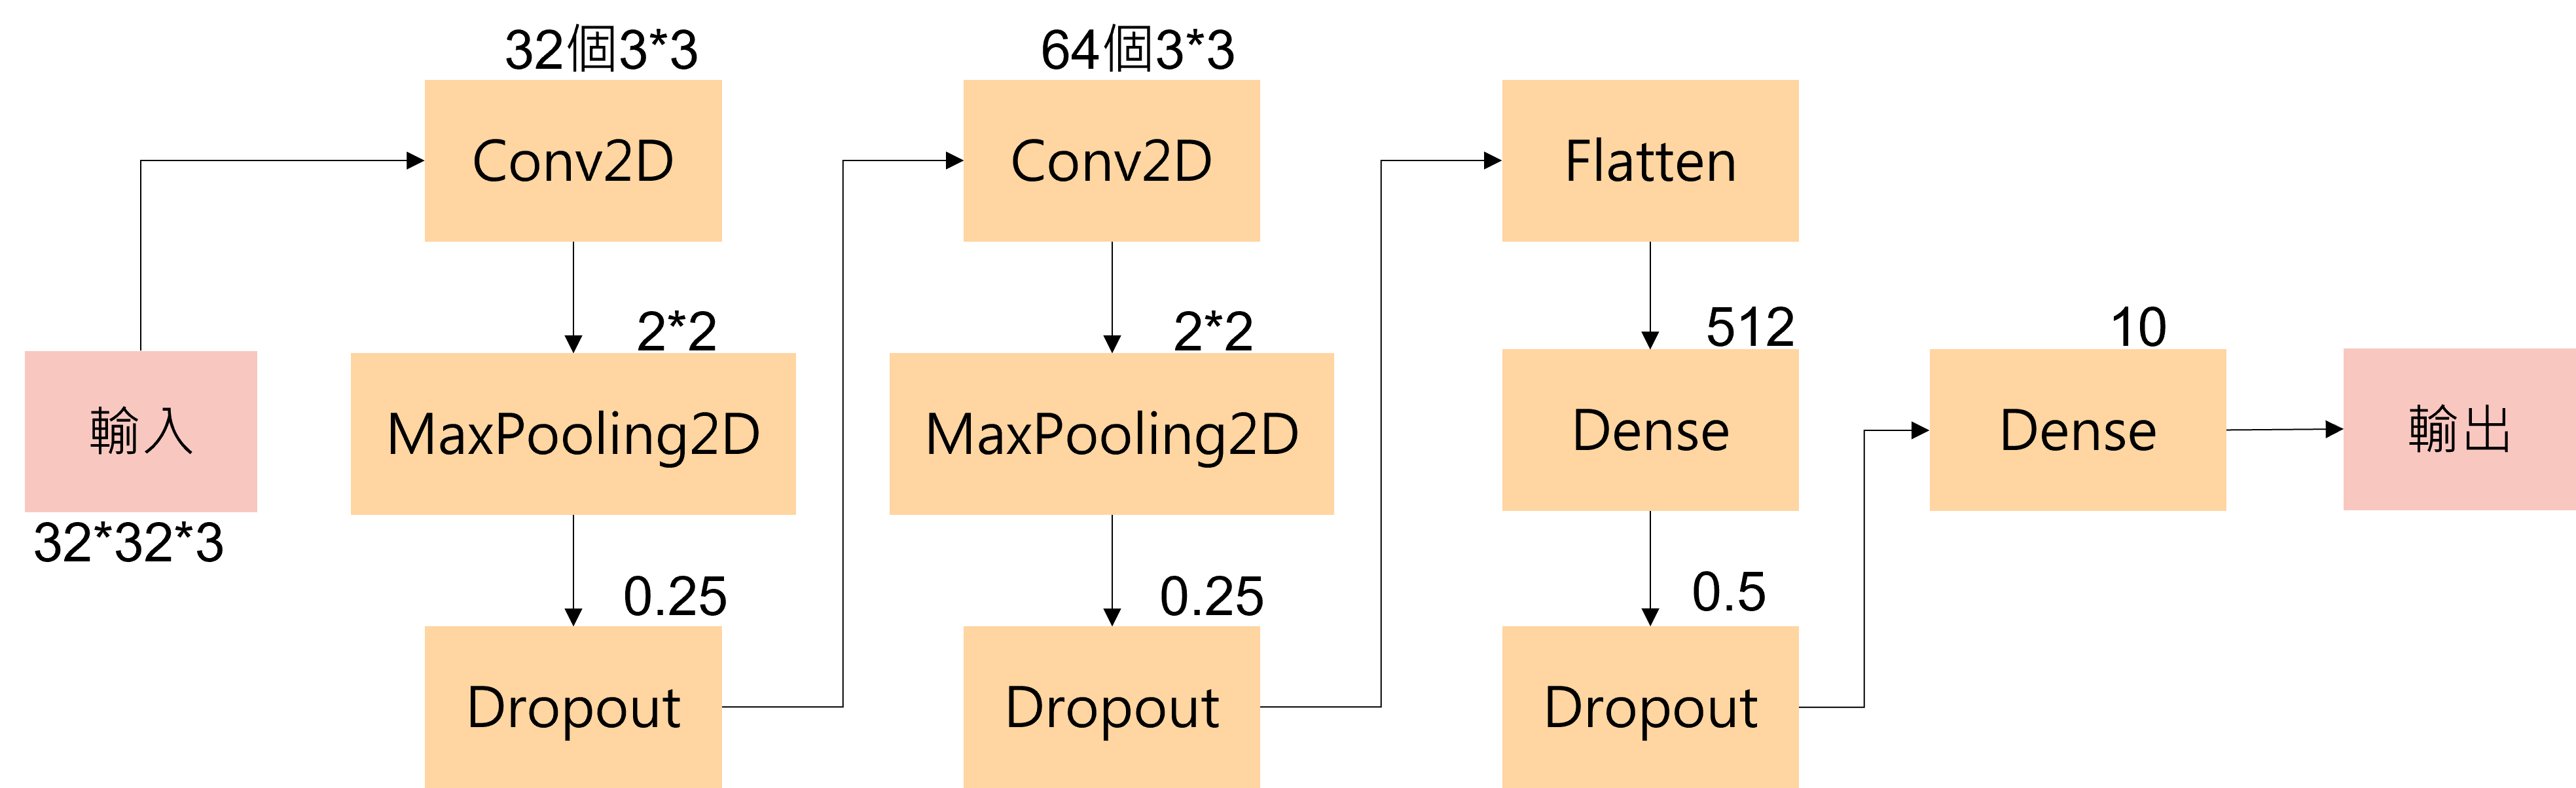 輸入
32*32*3
32個3*3
Conv2D
2*2
MaxPooling2D
0.25
Dropout
64個3*3
Conv2D
2*2
MaxPooling2D
0.25
Dropout
Flatten
512
Dense
0.5
Dropout
10
Dense
輸出